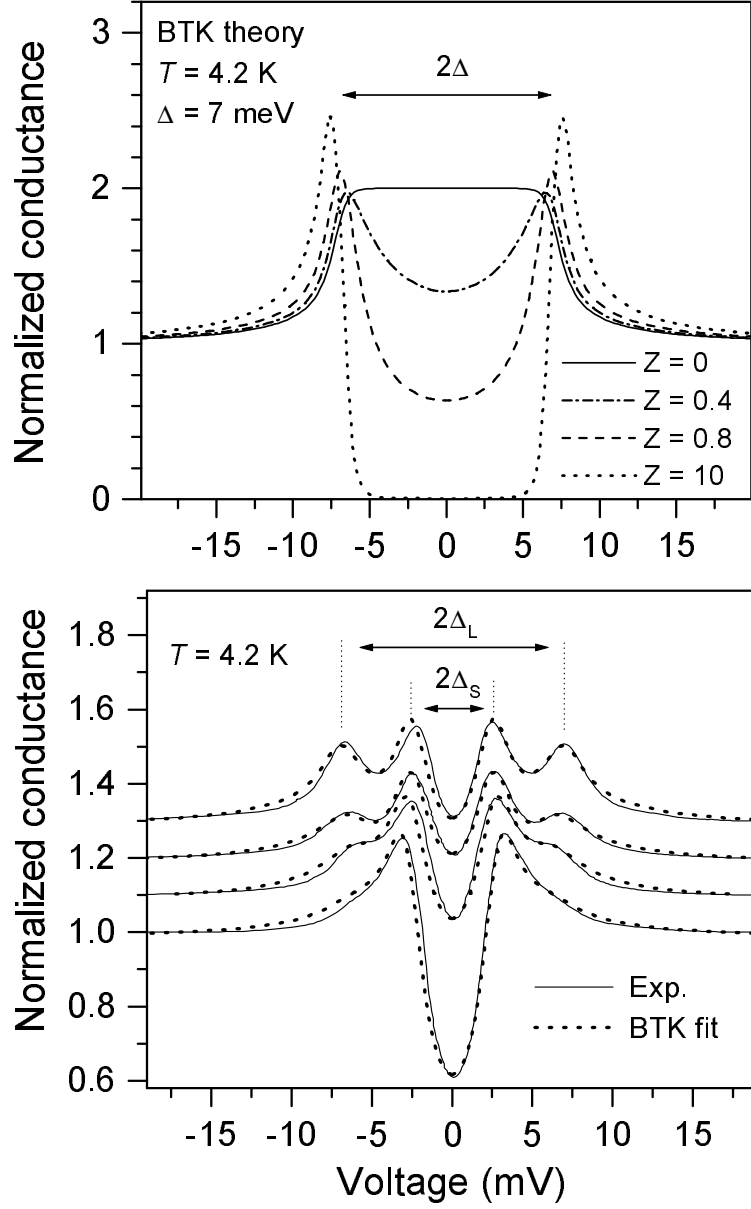 BTK theory
T = 4.2 K
Δ = 7 meV
2Δ
Normalized conductance
3
2
1
0
Z = 0
Z = 0.4
Z = 0.8
Z = 10
-15 -10 -5 0 5 10 15
T = 4.2 K
2Δ_L
2Δ_S
Normalized conductance
1.8
1.6
1.4
1.2
1.0
0.8
0.6
Exp.
BTK fit
-15 -10 -5 0 5 10 15
Voltage (mV)